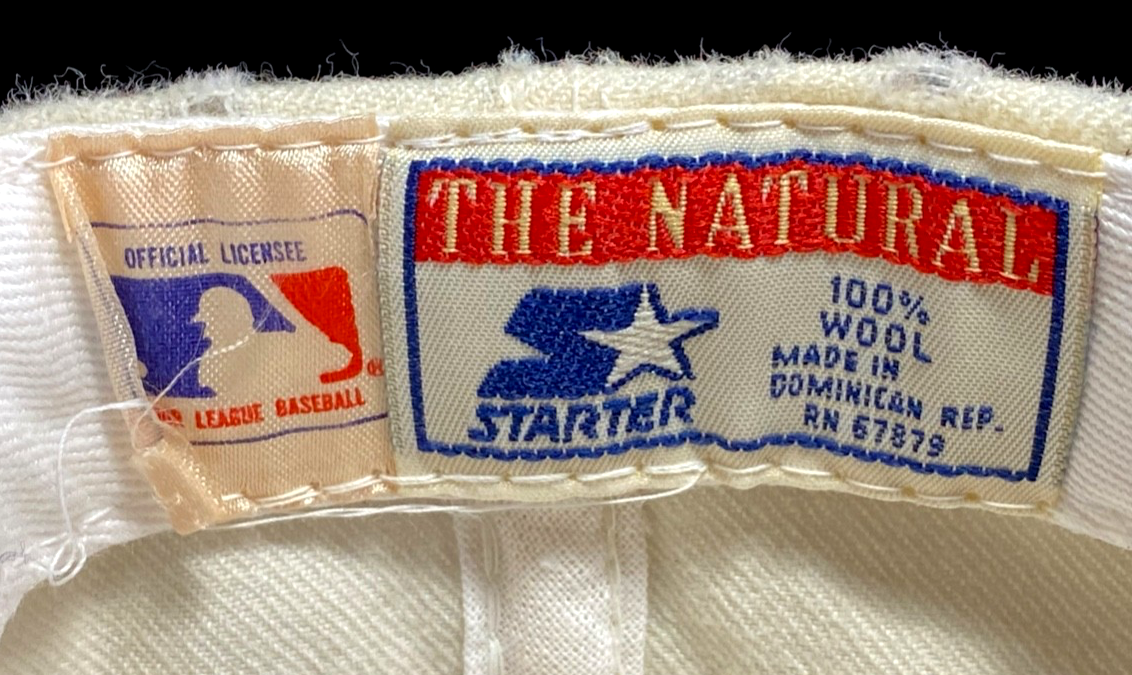 OFFICIAL LICENSEE
LEAGUE BASEBALL
THE NATURAL
STARTER
100%
WOOL
MADE IN
DOMINICAN REP.
RN 67879